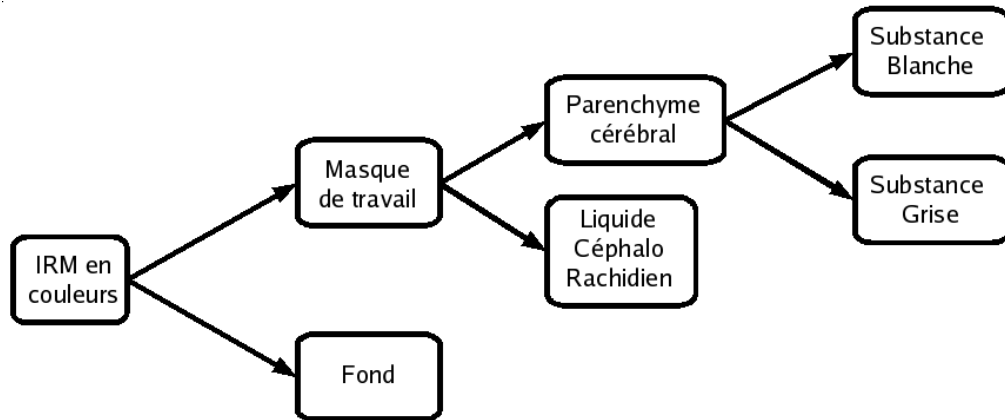 IRM en
couleurs
Masque
de travail
Fond
Parenchyme
cérébral
Liquide
Céphalo
Rachidien
Substance
Blanche
Substance
Grise